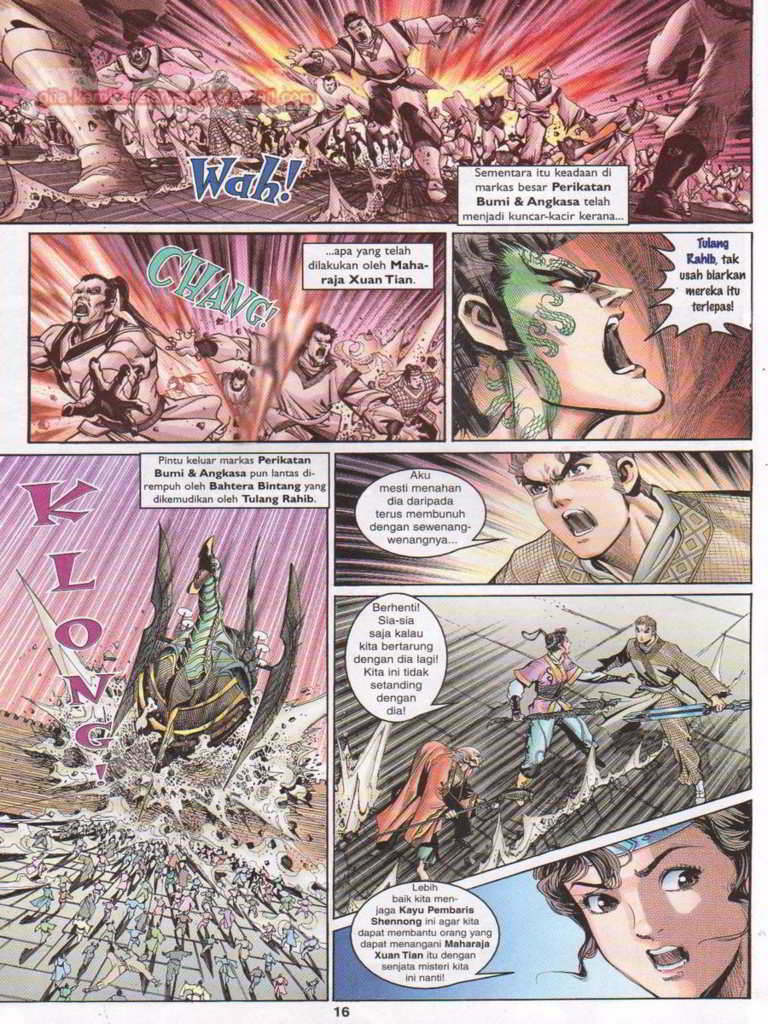 Wah!
Sementara itu keadaan di
markas besar Perikatan
Bumi & Angkasa telah
menjadi kuncar-kacir kerana...
CHANG!
...apa yang telah
dilakukan oleh Maha-
raja Xuan Tian.
Tulang
Rahib, tak
usah biarkan
mereka itu
terlepas!
Pintu keluar markas Perikatan
Bumi & Angkasa pun lantas di-
rempuh oleh Bahtera Bintang yang
dikemudikan oleh Tulang Rahib.
KLONG!
Aku
mesti menahan
dia daripada
terus membunuh
dengan sewenang-
wenangnya...
Berhenti!
Sia-sia
saja kalau
kita bertarung
dengan dia lagi!
Kita ini tidak
setanding
dengan
dia!
Lebih
baik kita men-
jaga Kayu Pembaris
Shennong ini agar kita
dapat membantu orang yang
dapat menangani Maharaja
Xuan Tian itu dengan
senjata misteri kita
ini nanti!
16